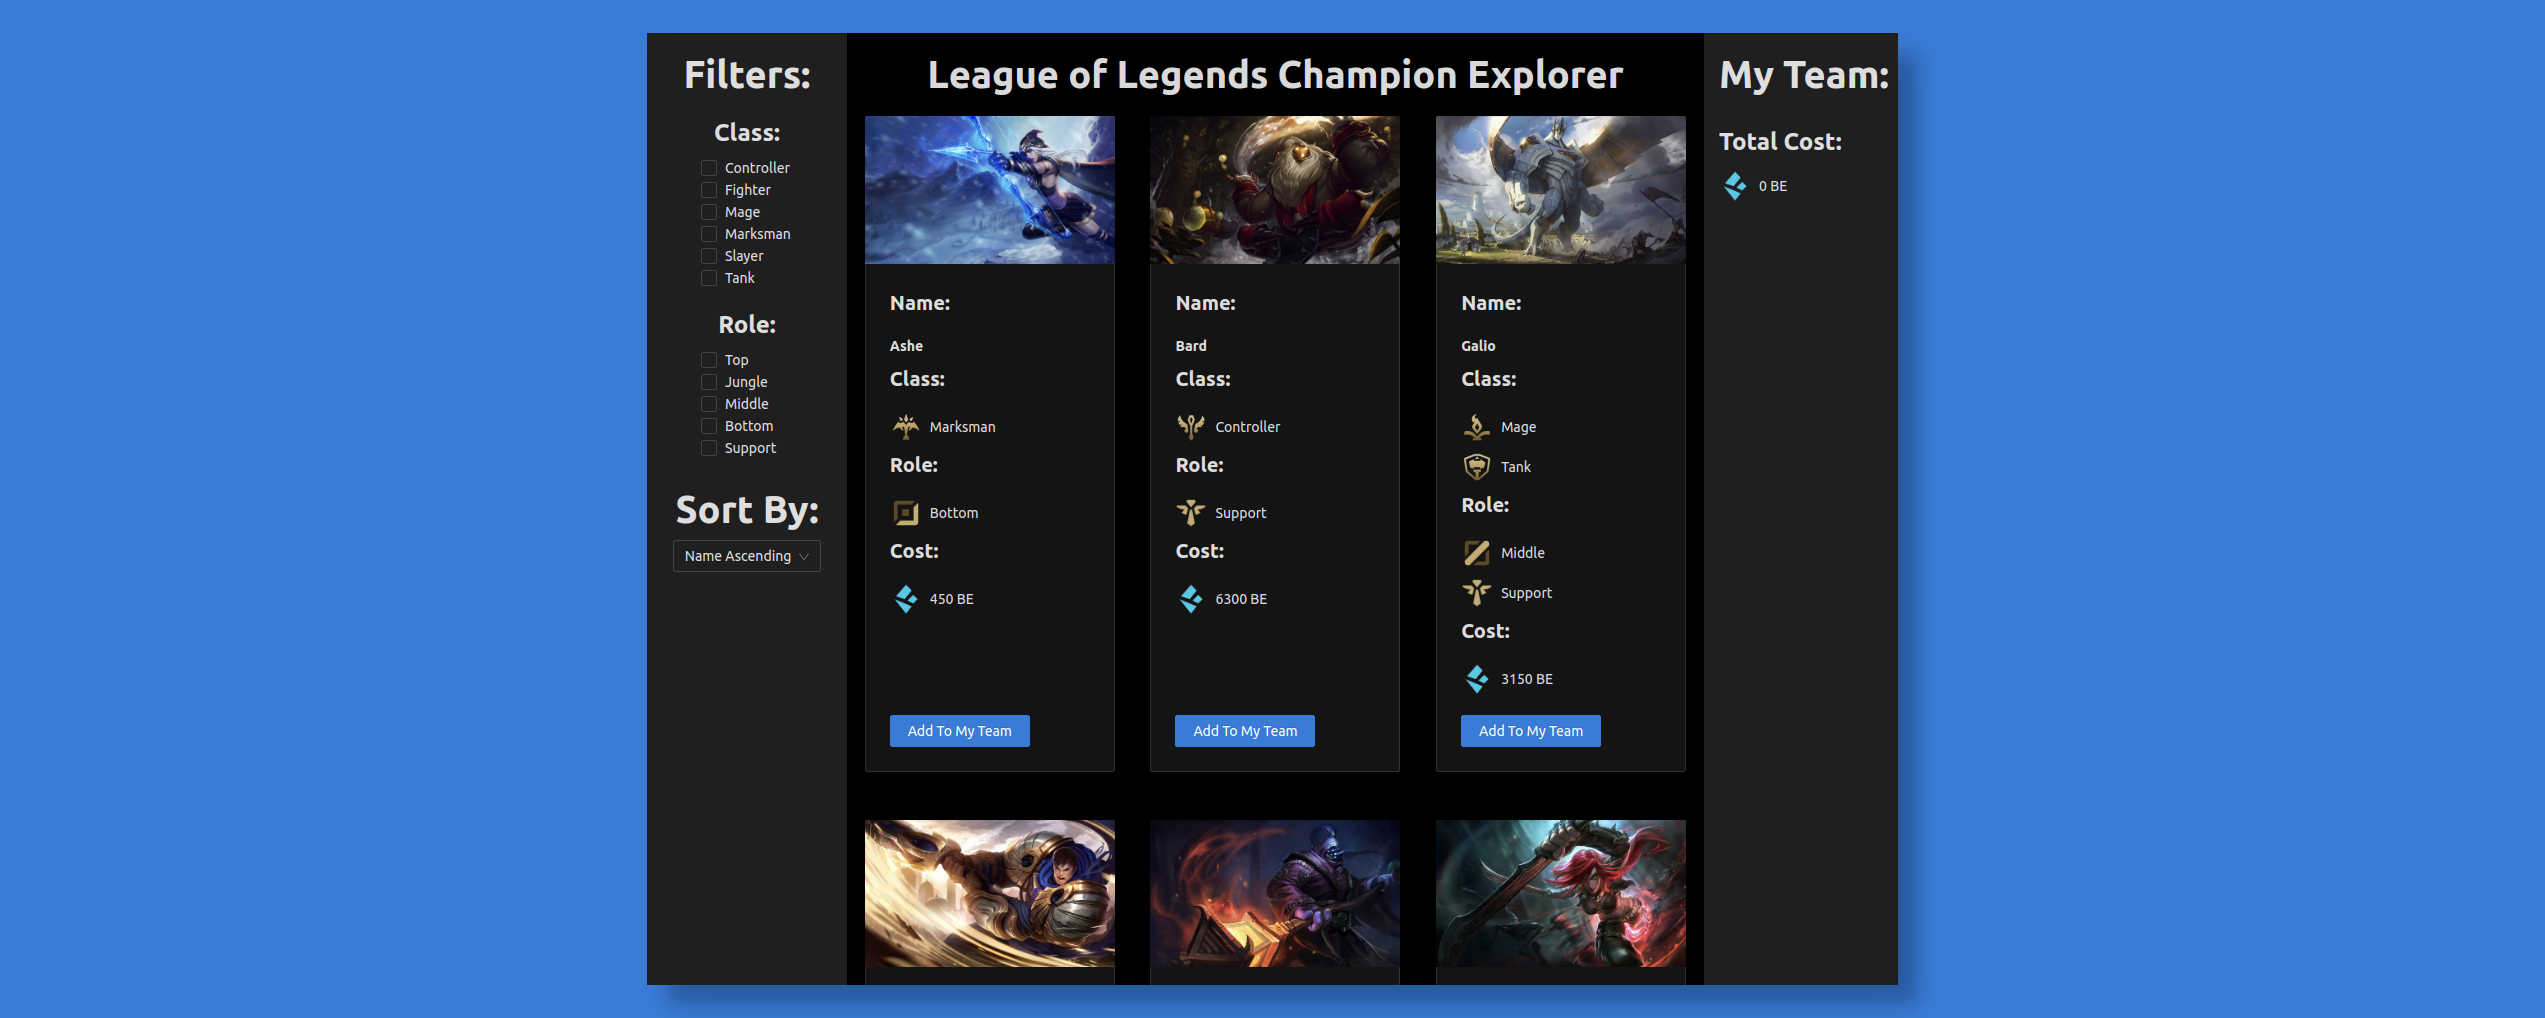 Filters:
Class:
Controller
Fighter
Mage
Marksman
Slayer
Tank
Role:
Top
Jungle
Middle
Bottom
Support
Sort By:
Name Ascending
League of Legends Champion Explorer
Name:
Ashe
Class:
Marksman
Role:
Bottom
Cost:
450 BE
Add To My Team
Name:
Bard
Class:
Controller
Role:
Support
Cost:
6300 BE
Add To My Team
Name:
Galio
Class:
Mage
Tank
Role:
Middle
Support
Cost:
3150 BE
Add To My Team
My Team:
Total Cost:
0 BE